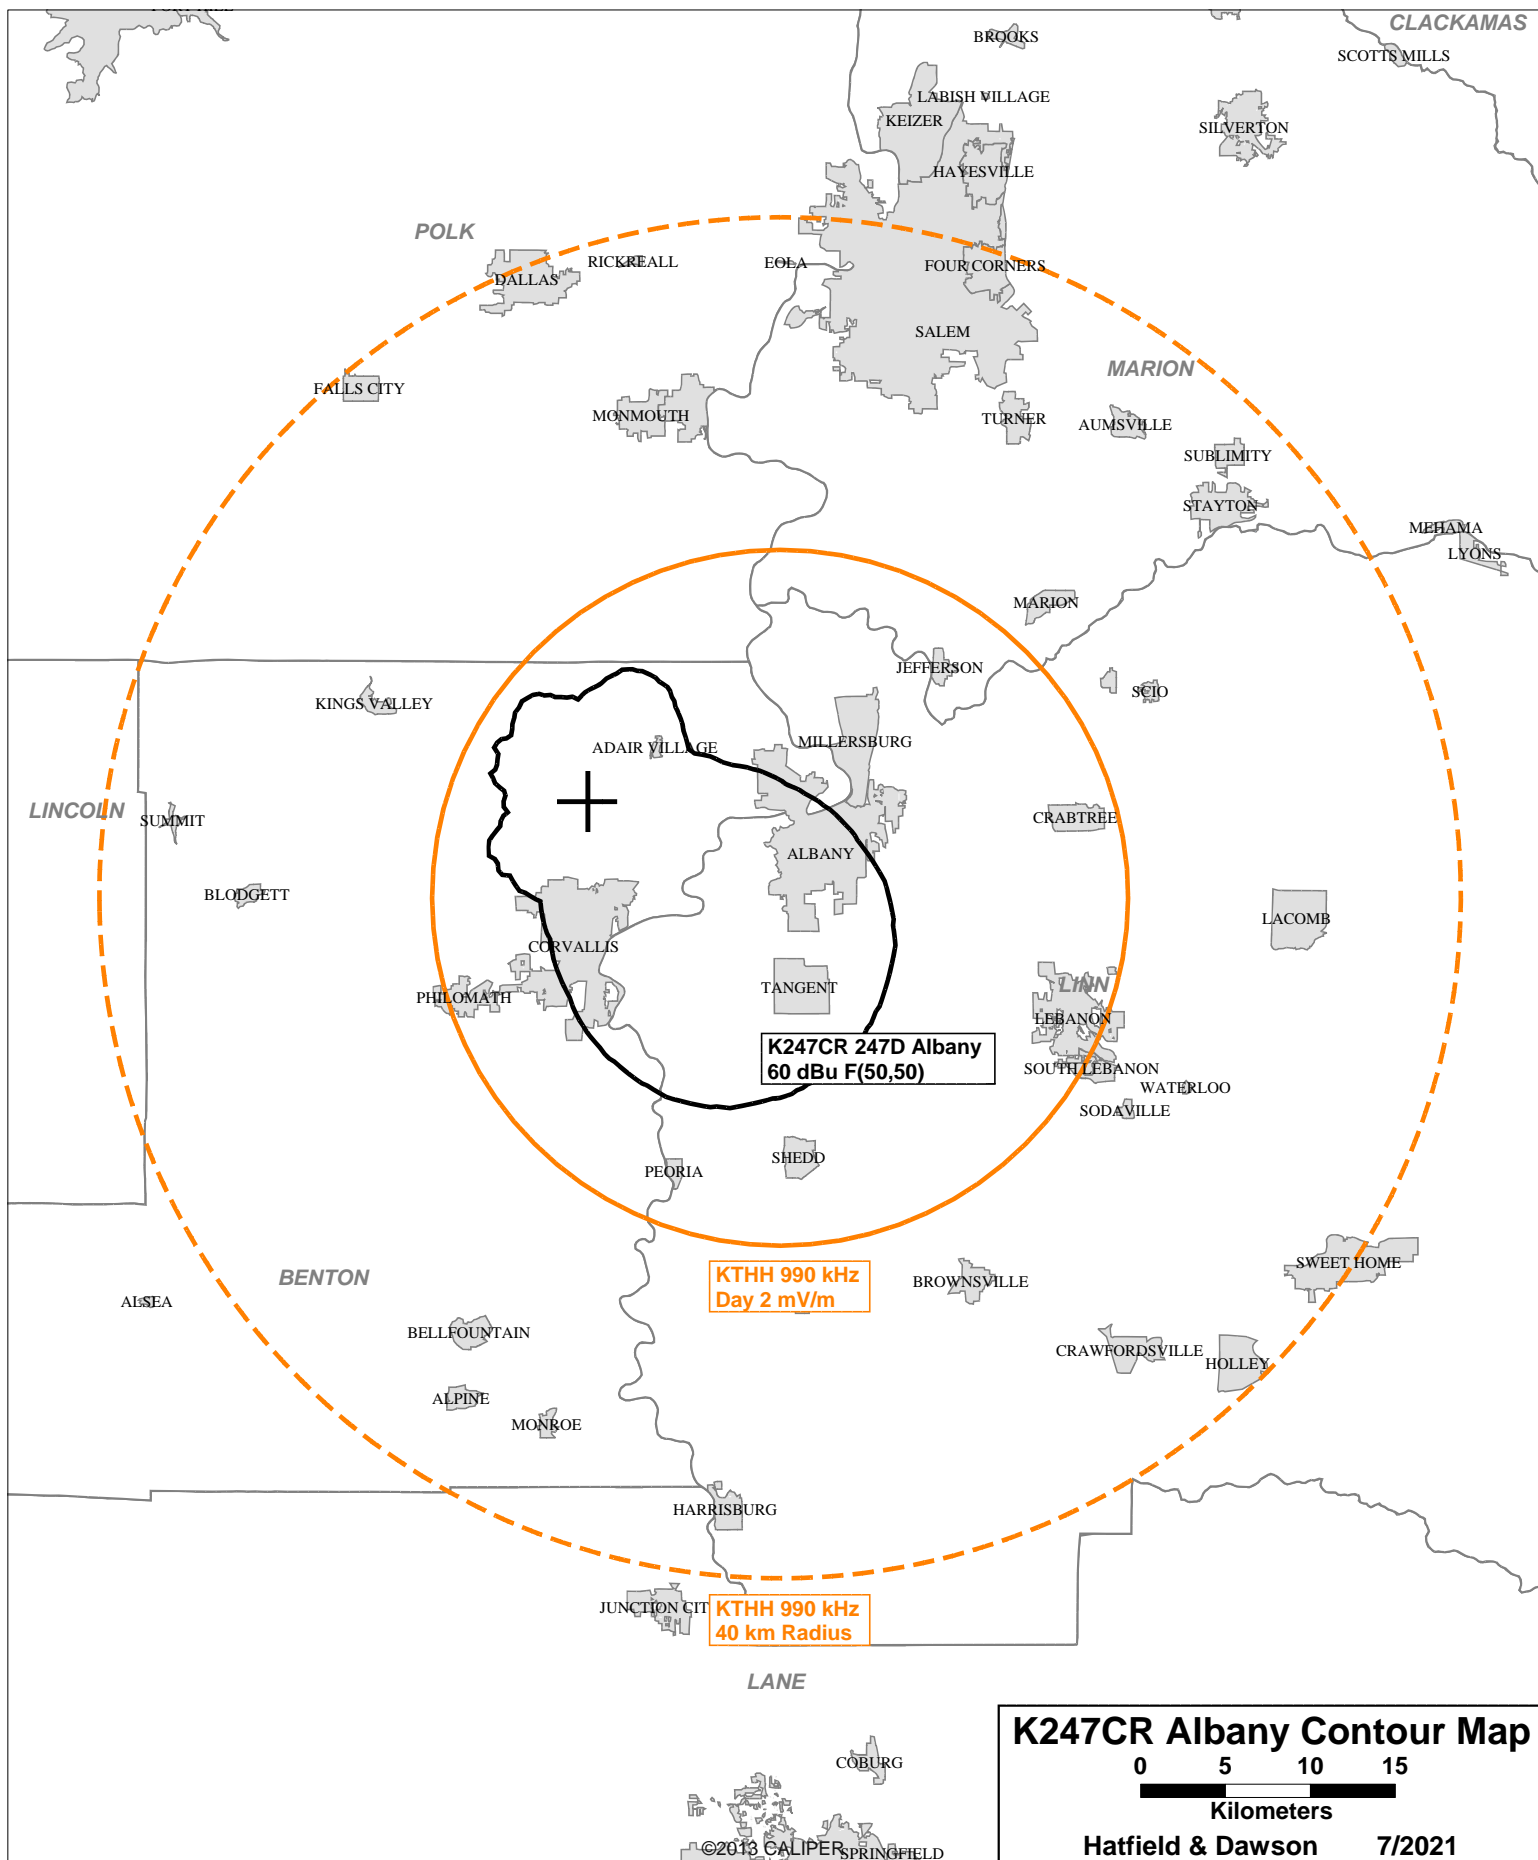 CLACKAMAS
BROOKS
SCOTTS MILLS
LABISH VILLAGE
KEIZER
SILVERTON
HAYESVILLE
POLK
RICKREALL
EOLA
FOUR CORNERS
DALLAS
SALEM
MARION
FALLS CITY
MONMOUTH
TURNER
AUMSVILLE
SUBLIMITY
STAYTON
MEHAMA
LYONS
MARION
JEFFERSON
SCIO
KINGS VALLEY
ADAIR VILLAGE
MILLERSBURG
LINCOLN
SUMMIT
CRABTREE
ALBANY
BLODGETT
LACOMB
CORVALLIS
TANGENT
LINN
PHILOMATH
LEBANON
K247CR 247D Albany
60 dBu F(50,50)
SOUTH LEBANON
WATERLOO
SODAVILLE
SHEDD
PEORIA
SWEET HOME
BENTON
KTHH 990 kHz
Day 2 mV/m
BROWNSVILLE
ALSEA
BELLFOUNTAIN
CRAWFORDSVILLE
HOLLEY
ALPINE
MONROE
HARRISBURG
JUNCTION CIT
KTHH 990 kHz
40 km Radius
LANE
K247CR Albany Contour Map
0 5 10 15
Kilometers
Hatfield & Dawson 7/2021
COBURG
©2013 CALIPER
SPRINGFIELD